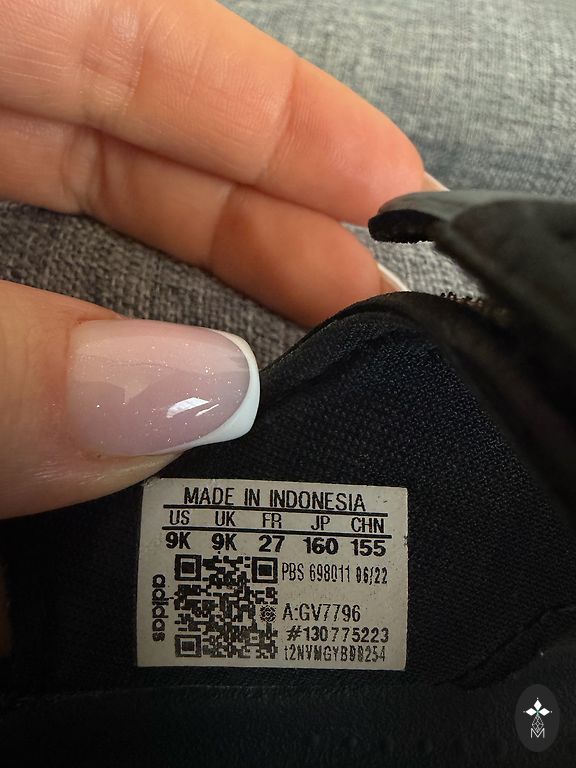 MADE IN INDONESIA
US UK FR JP CHN
9K 9K 27 160 155
PBS 698011 06/22
adidas
A:GV7796
#130775223
M